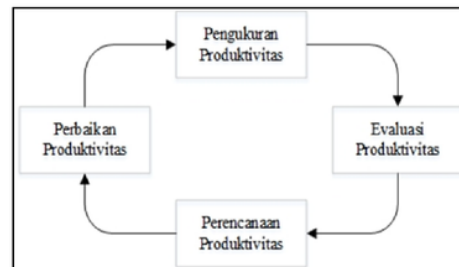 Pengukuran
Produktivitas
Evaluasi
Produktivitas
Perencanaan
Produktivitas
Perbaikan
Produktivitas